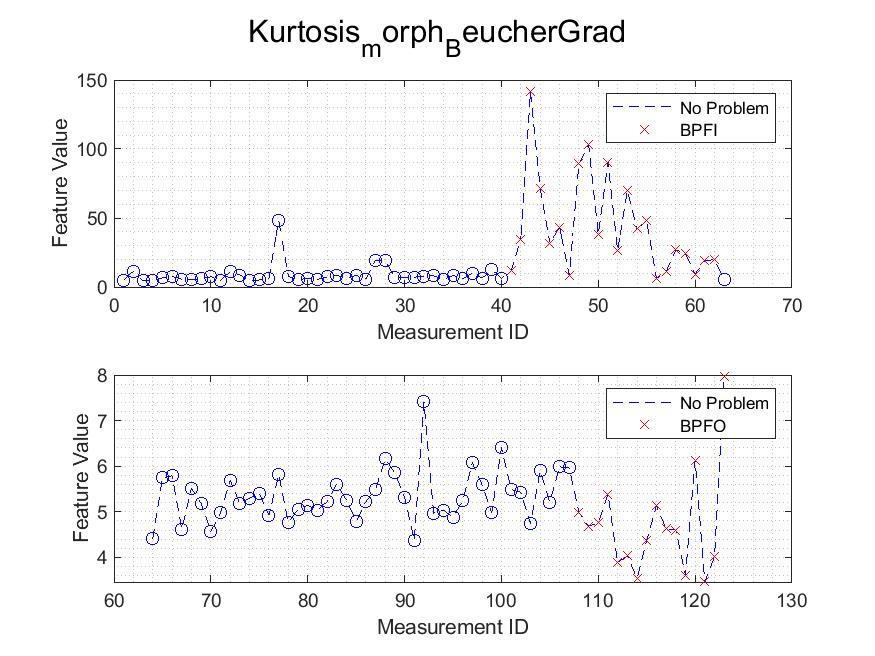 Kurtosis_morph_BeucherGrad
150
100
50
0
Feature Value
No Problem
BPFI
0 10 20 30 40 50 60 70
Measurement ID
8
7
6
5
4
Feature Value
No Problem
BPFO
60 70 80 90 100 110 120 130
Measurement ID